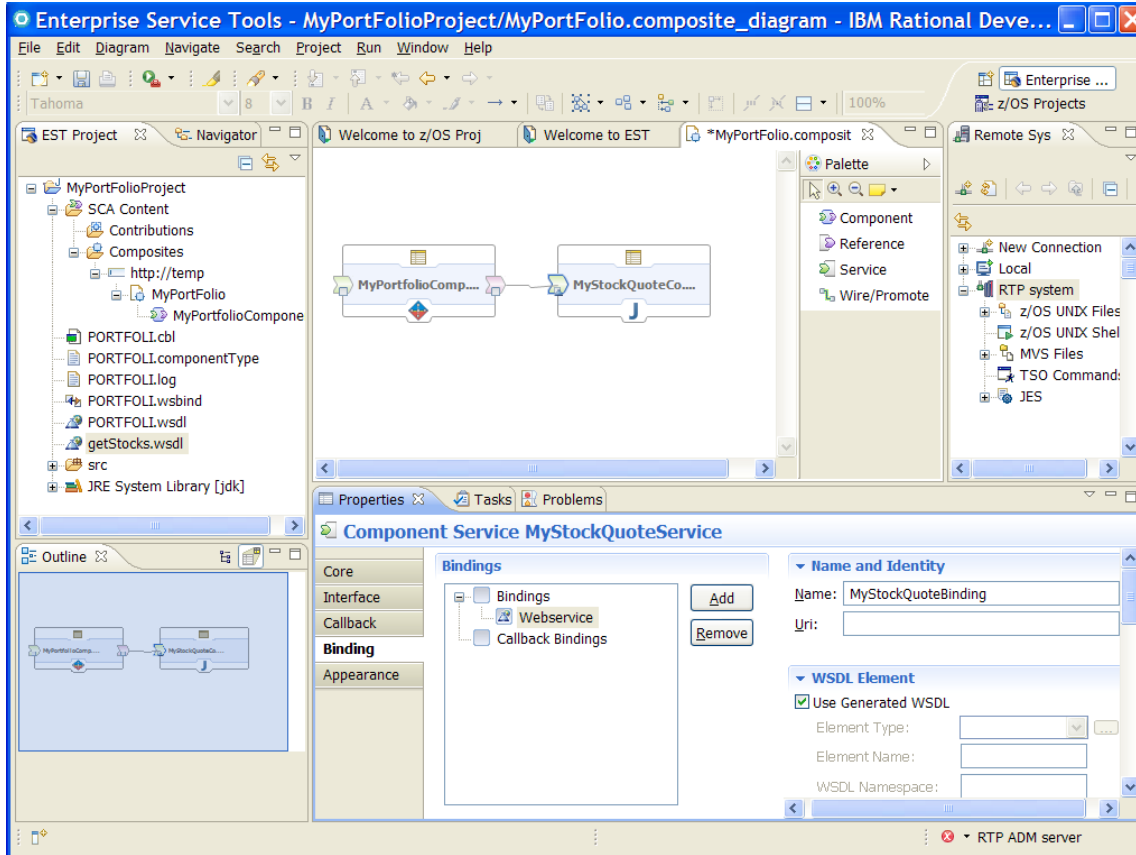 Enterprise Service Tools - MyPortFolioProject/MyPortFolio.composite_diagram - IBM Rational Deve...
File Edit Diagram Navigate Search Project Run Window Help
Enterprise ...
Tahoma 8 B I A 100%
z/OS Projects
EST Project
Navigator
MyPortFolioProject
SCA Content
Contributions
Composites
http://temp
MyPortFolio
MyPortfolioCompone
PORTFOLI.cbl
PORTFOLI.componentType
PORTFOLI.log
PORTFOLI.wsbind
PORTFOLI.wsdl
getStocks.wsdl
src
JRE System Library [jdk]
Welcome to z/OS Proj
Welcome to EST
*MyPortFolio.composit
MyPortfolioComp....
MyStockQuoteCo....
J
Palette
Component
Reference
Service
Wire/Promote
Remote Sys
New Connection
Local
RTP system
z/OS UNIX Files
z/OS UNIX Shel
MVS Files
TSO Command:
JES
Outline
MyPortfolioComp....
MyStockQuoteCo....
J
Properties
Tasks
Problems
Component Service MyStockQuoteService
Core
Interface
Callback
Binding
Appearance
Bindings
Bindings
Webservice
Callback Bindings
Add
Remove
Name and Identity
Name: MyStockQuoteBinding
Uri:
WSDL Element
Use Generated WSDL
Element Type:
...
Element Name:
WSDL Namespace:
RTP ADM server